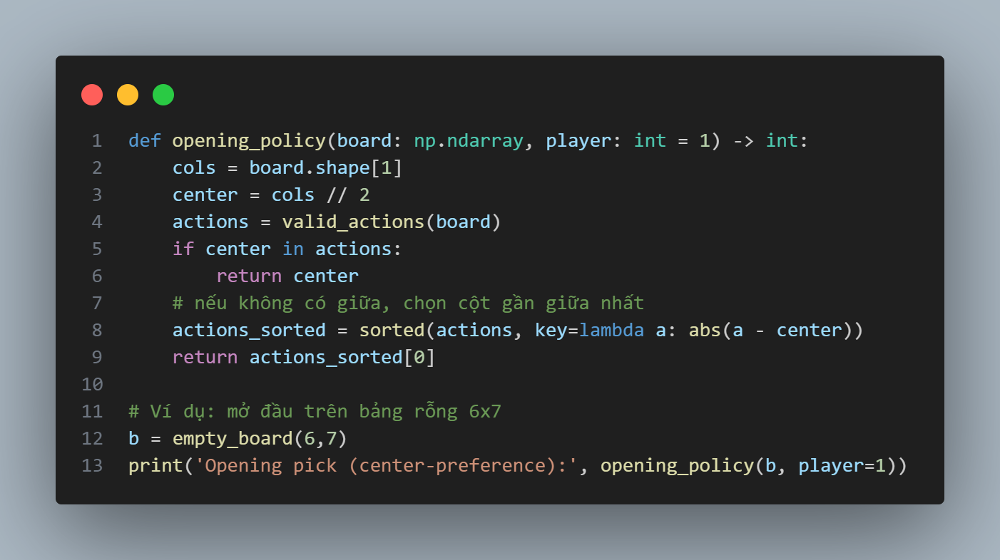 1 def opening_policy(board: np.ndarray, player: int = 1) -> int:
2     cols = board.shape[1]
3     center = cols // 2
4     actions = valid_actions(board)
5     if center in actions:
6         return center
7     # nếu không có giữa, chọn cột gần giữa nhất
8     actions_sorted = sorted(actions, key=lambda a: abs(a - center))
9     return actions_sorted[0]
10
11 # Ví dụ: mở đầu trên bảng rỗng 6x7
12 b = empty_board(6,7)
13 print('Opening pick (center-preference):', opening_policy(b, player=1))